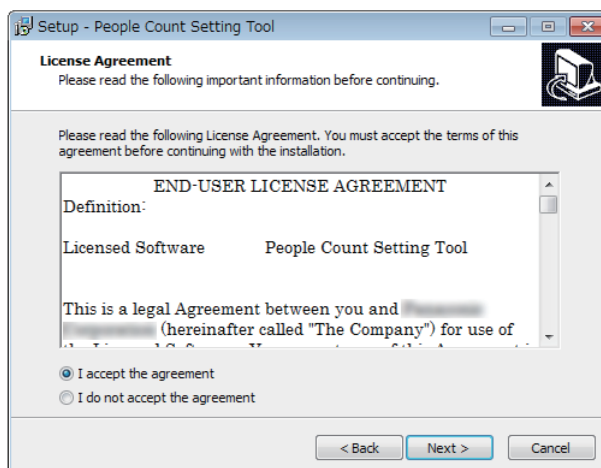 Setup - People Count Setting Tool
License Agreement
Please read the following important information before continuing.
Please read the following License Agreement. You must accept the terms of this
agreement before continuing with the installation.
END-USER LICENSE AGREEMENT
Definition:
Licensed Software People Count Setting Tool
This is a legal Agreement between you and
(hereinafter called "The Company") for use of
I accept the agreement
I do not accept the agreement
< Back Next > Cancel